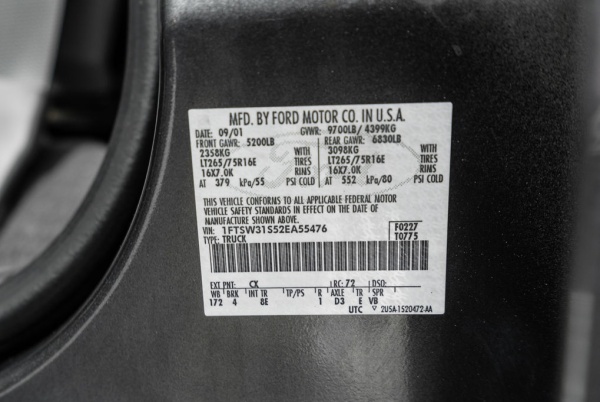 MFD. BY FORD MOTOR CO. IN U.S.A.
DATE: 09/01 GVWR: 9700LB/ 4399KG
FRONT GAWR: 5200LB REAR GAWR: 6830LB
2358KG WITH 3098KG WITH
LT265/75R16E TIRES LT265/75R16E TIRES
16X7.0K RIMS 16X7.0K RIMS
AT 379 kPa/55 PSI COLD AT 552 kPa/80 PSI COLD
THIS VEHICLE CONFORMS TO ALL APPLICABLE FEDERAL MOTOR
VEHICLE SAFETY STANDARDS IN EFFECT ON THE DATE OF
MANUFACTURE SHOWN ABOVE.
VIN: 1FTSW31S52EA55476 F0227
TYPE: TRUCK T0775
EXT PNT: CX RC: 72 DSO:
WB BRK INT TR TP/PS R AXLE TR SPR
172 4 8E 1 D3 E VB
UTC ▽ 2U5A-1520472-AA